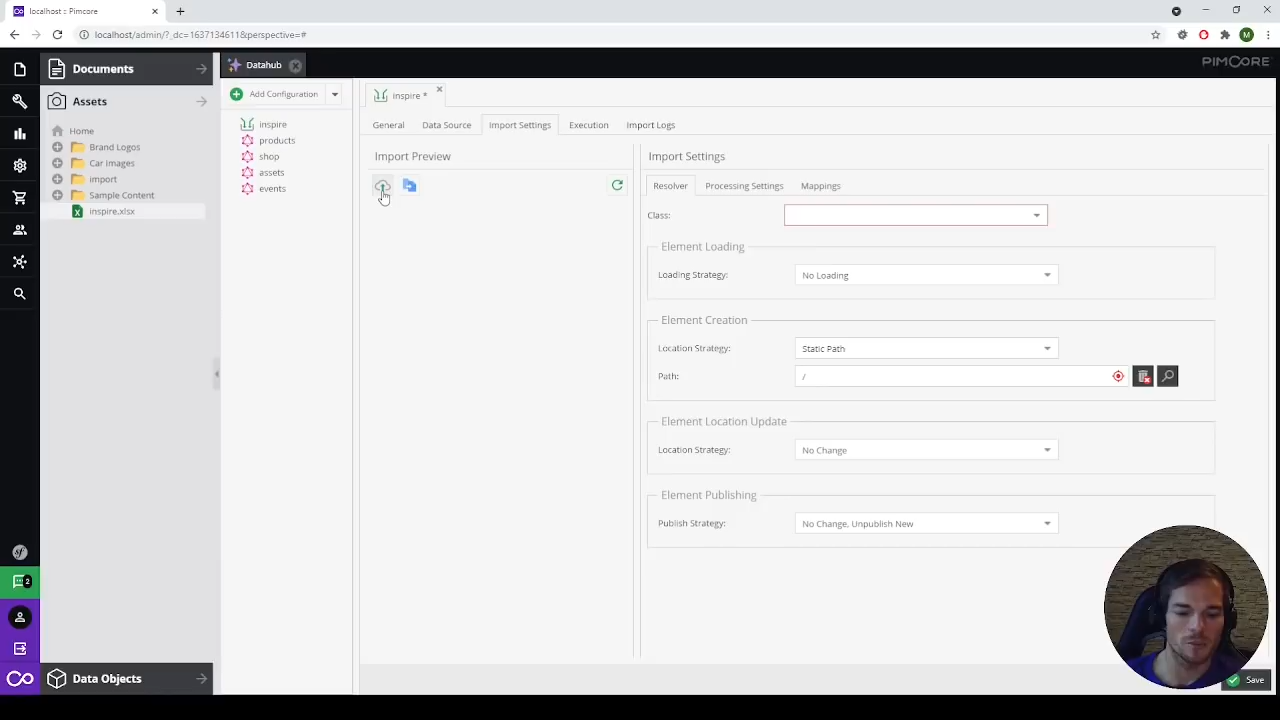 localhost :: Pimcore
localhost/admin/?_dc=1637134611&perspective=#
M
Documents
Datahub
PIMCORE
Assets
Home
Brand Logos
Car Images
import
Sample Content
inspire.xlsx
Data Objects
2
sf
Add Configuration
inspire
products
shop
assets
events
inspire *
General
Data Source
Import Settings
Execution
Import Logs
Import Preview
Import Settings
Resolver
Processing Settings
Mappings
Class:
Element Loading
Loading Strategy:
No Loading
Element Creation
Location Strategy:
Static Path
Path:
/
Element Location Update
Location Strategy:
No Change
Element Publishing
Publish Strategy:
No Change, Unpublish New
Save